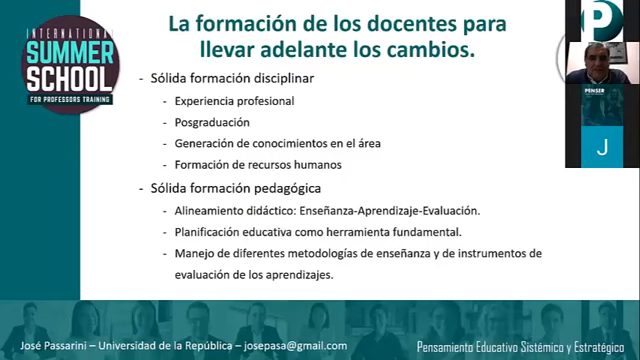 INTERNATIONAL
SUMMER
SCHOOL
FOR PROFESSORS TRAINING
La formación de los docentes para
llevar adelante los cambios.
- Sólida formación disciplinar
- Experiencia profesional
- Posgraduación
- Generación de conocimientos en el área
- Formación de recursos humanos
- Sólida formación pedagógica
- Alineamiento didáctico: Enseñanza-Aprendizaje-Evaluación.
- Planificación educativa como herramienta fundamental.
- Manejo de diferentes metodologías de enseñanza y de instrumentos de
evaluación de los aprendizajes.
P
PENSER
J
José Passarini – Universidad de la República – josepasa@gmail.com
Pensamiento Educativo Sistémico y Estratégico